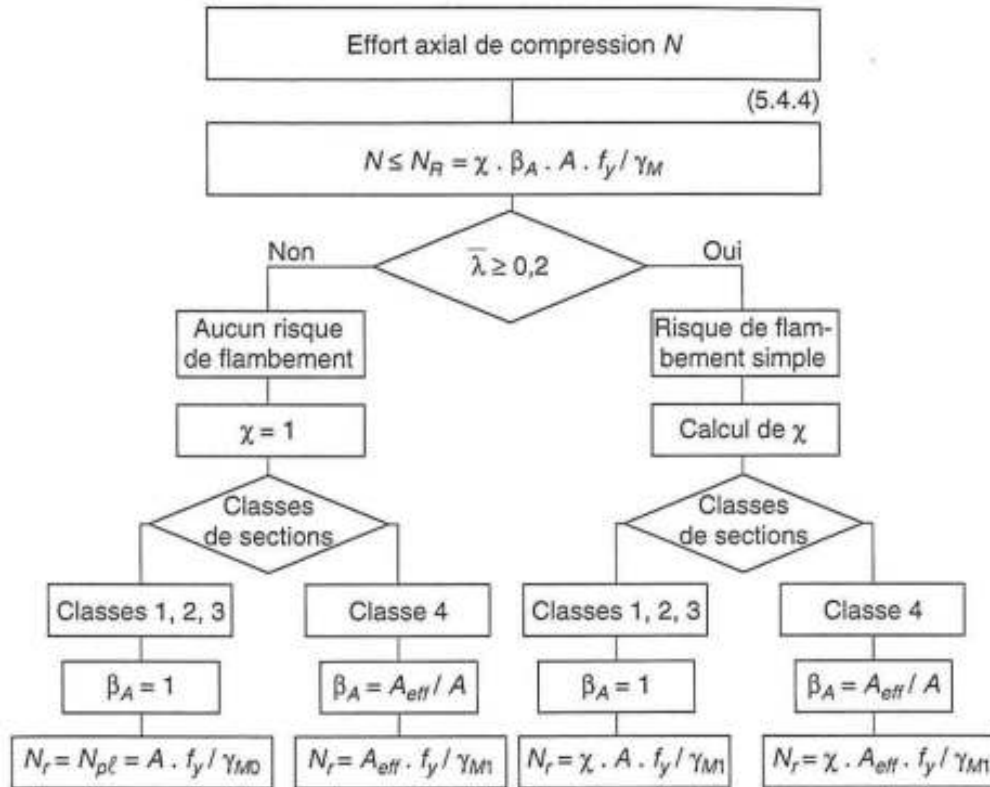 Effort axial de compression N
(5.4.4)
N ≤ N_R = χ . β_A . A . f_y / γ_M
Non
λ̅ ≥ 0,2
Oui
Aucun risque
de flambement
Risque de flam-
bement simple
χ = 1
Calcul de χ
Classes
de sections
Classes
de sections
Classes 1, 2, 3
Classe 4
Classes 1, 2, 3
Classe 4
β_A = 1
β_A = A_eff / A
β_A = 1
β_A = A_eff / A
N_r = N_pℓ = A . f_y / γ_M0
N_r = A_eff . f_y / γ_M1
N_r = χ . A . f_y / γ_M1
N_r = χ . A_eff . f_y / γ_M1